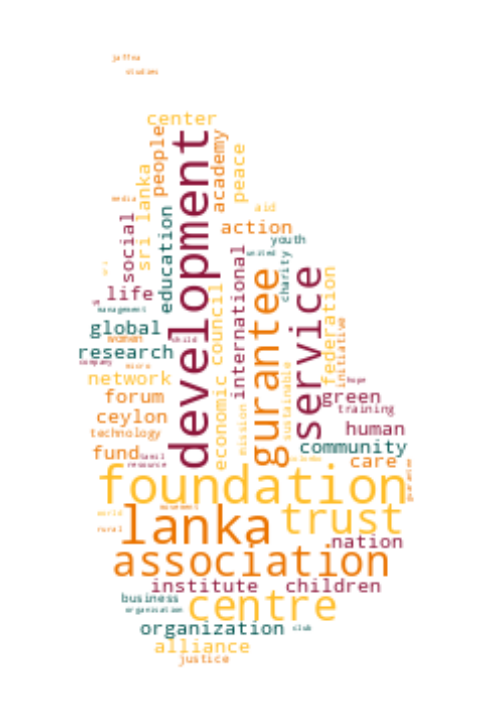 jaffna
studies
center
people
development
academy
peace
media
sri lanka
aid
social
education
action
youth
united
charity
international
life
management
gurantee
service
federation
global
women
child
council
initiative
research
company
micro
economic
sustainable
hope
network
forum
green
training
ceylon
mission
human
technology
community
fund
tamil
resource
care
foundation
world
movement
lanka
trust
rural
nation
association
institute
children
business
organisation
centre
organization
club
alliance
justice